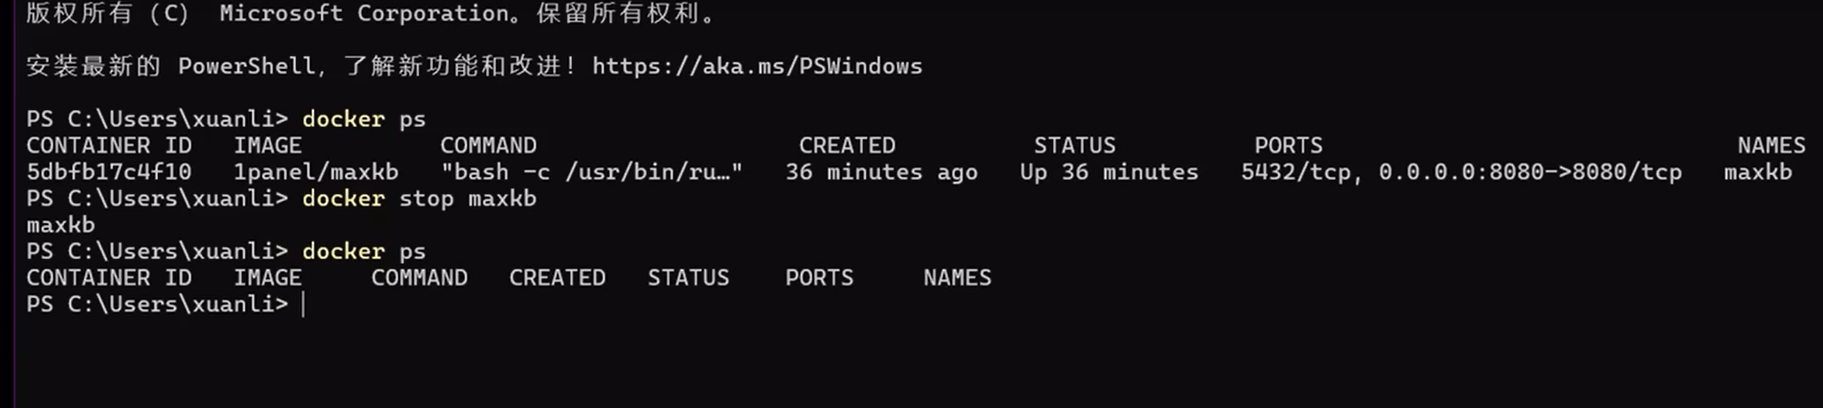 版权所有 (C) Microsoft Corporation。保留所有权利。
安装最新的 PowerShell，了解新功能和改进！https://aka.ms/PSWindows
PS C:\Users\xuanli> docker ps
CONTAINER ID   IMAGE          COMMAND                   CREATED          STATUS          PORTS                              NAMES
5dbfb17c4f10   1panel/maxkb   "bash -c /usr/bin/ru…"   36 minutes ago   Up 36 minutes   5432/tcp, 0.0.0.0:8080->8080/tcp   maxkb
PS C:\Users\xuanli> docker stop maxkb
maxkb
PS C:\Users\xuanli> docker ps
CONTAINER ID   IMAGE     COMMAND   CREATED   STATUS    PORTS     NAMES
PS C:\Users\xuanli>